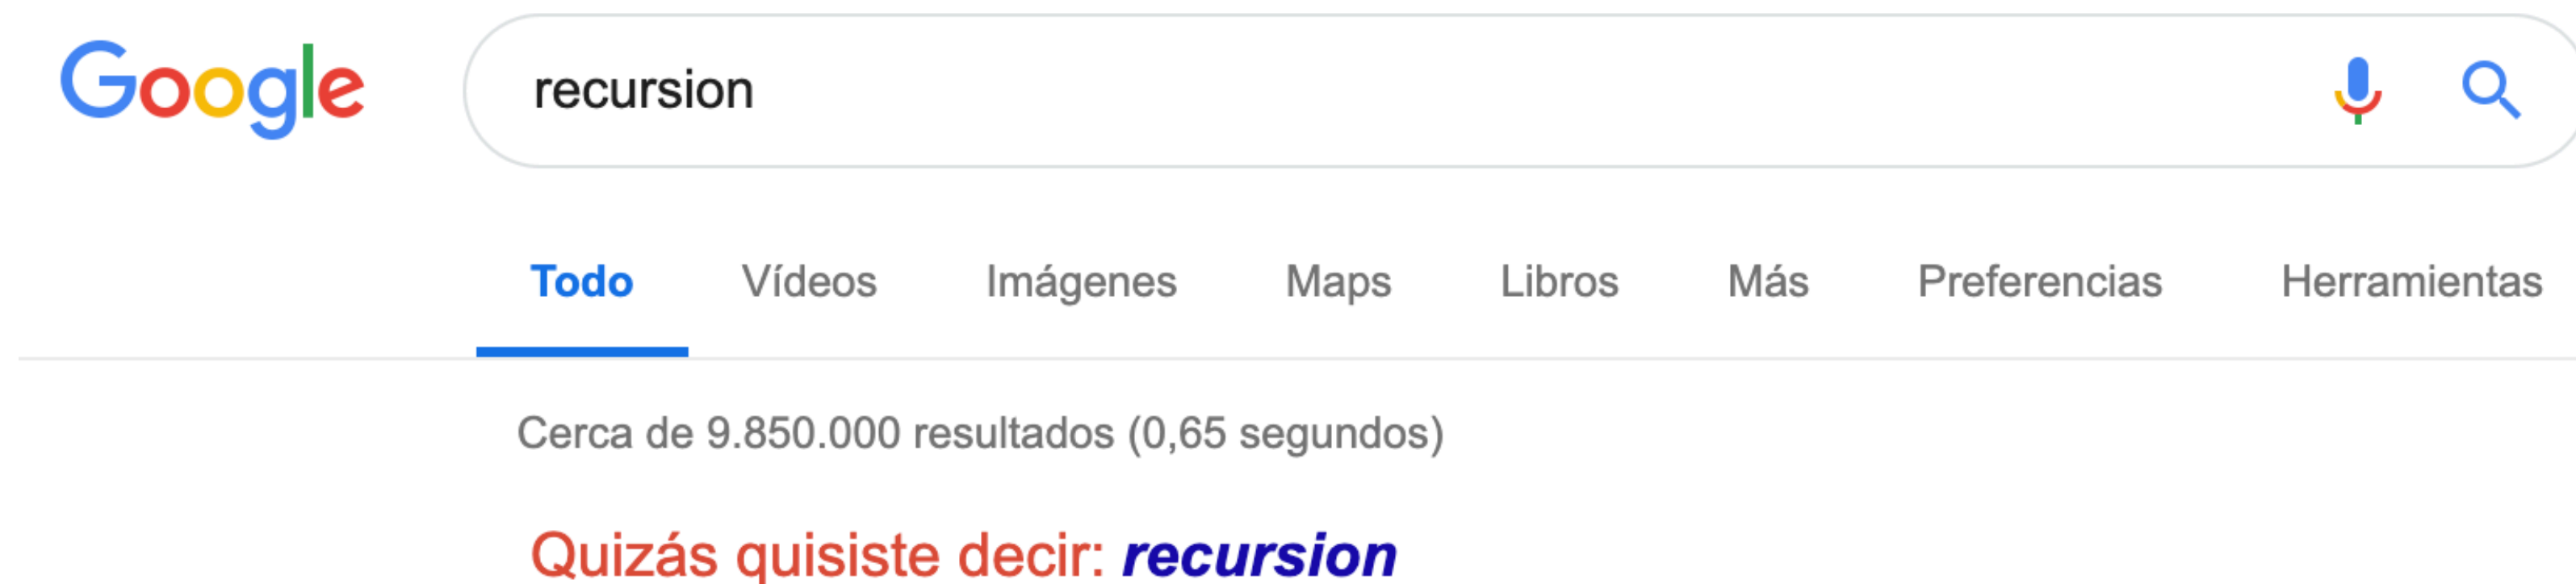 Google recursion
Todo Vídeos Imágenes Maps Libros Más Preferencias Herramientas
Cerca de 9.850.000 resultados (0,65 segundos)
Quizás quisiste decir: recursion